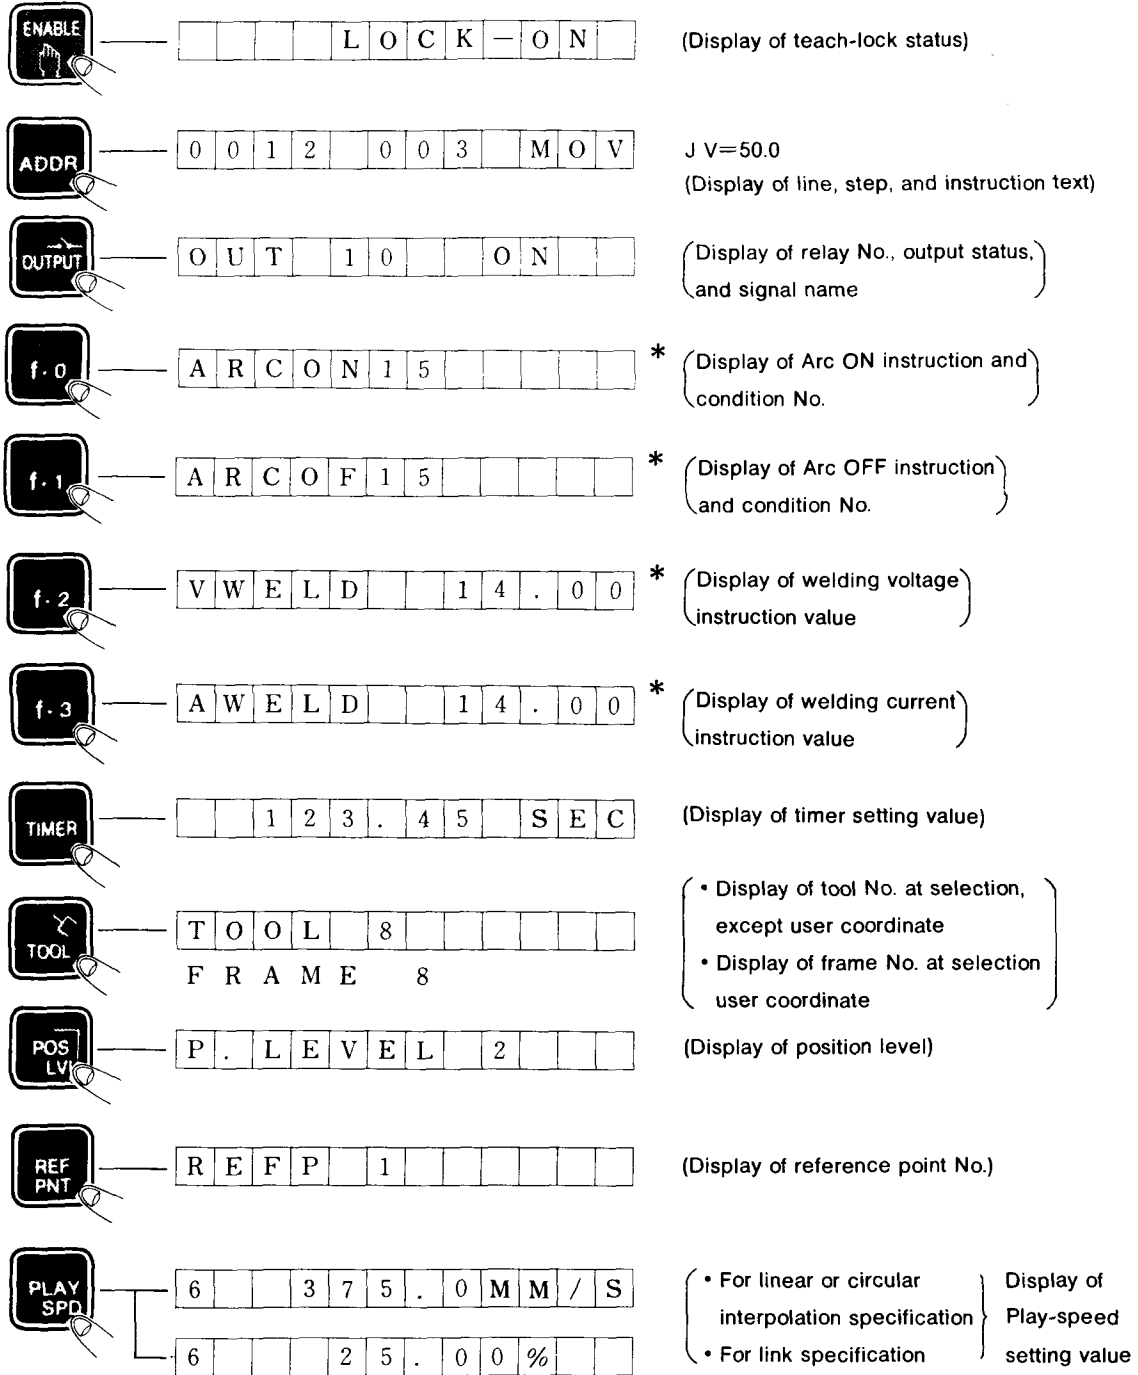 ENABLE LOCK-ON (Display of teach-lock status)
ADDR 0012 003 MOV J V=50.0
(Display of line, step, and instruction text)
OUTPUT OUT 10 ON (Display of relay No., output status,
and signal name)
f·0 ARCON15 * (Display of Arc ON instruction and
condition No.)
f·1 ARCOF15 * (Display of Arc OFF instruction
and condition No.)
f·2 VWELD 14.00 * (Display of welding voltage
instruction value)
f·3 AWELD 14.00 * (Display of welding current
instruction value)
TIMER 123.45 SEC (Display of timer setting value)
TOOL TOOL 8
FRAME 8
(• Display of tool No. at selection,
except user coordinate
• Display of frame No. at selection
user coordinate)
POS
LVL P. LEVEL 2 (Display of position level)
REF
PNT REFP 1 (Display of reference point No.)
PLAY
SPD
6 375.0MM/S
6 25.00%
(• For linear or circular
interpolation specification
• For link specification
Display of
Play-speed
setting value